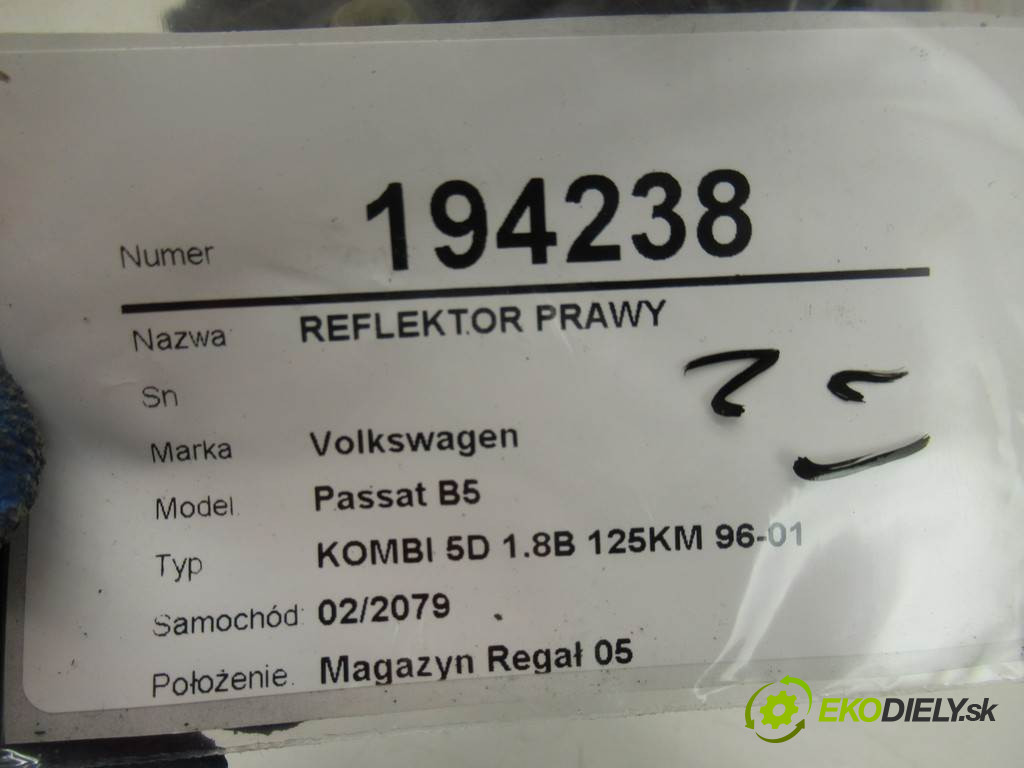 Numer 194238
Nazwa REFLEKTOR PRAWY
Sn
Marka Volkswagen
Model Passat B5
Typ KOMBI 5D 1.8B 125KM 96-01
Samochód 02/2079
Położenie Magazyn Regał 05
EKODIELY.sk